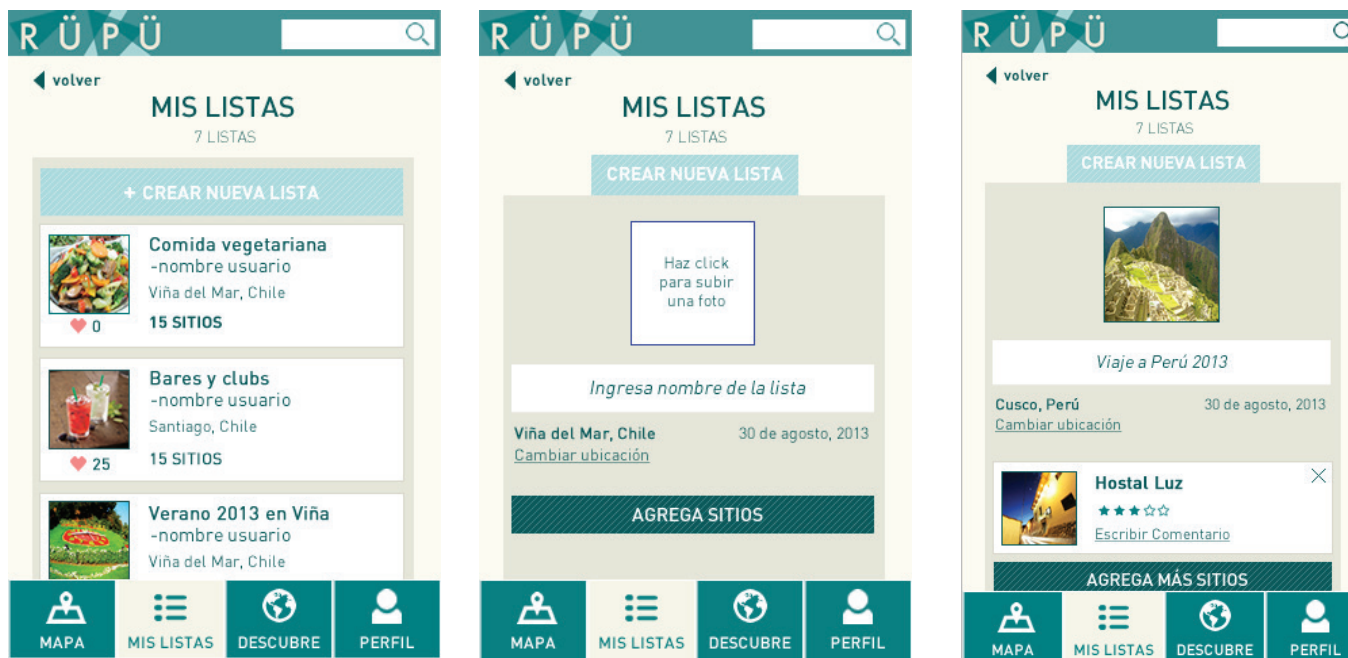 RÜPÜ
volver
MIS LISTAS
7 LISTAS
+ CREAR NUEVA LISTA
Comida vegetariana
-nombre usuario
Viña del Mar, Chile
0
15 SITIOS
Bares y clubs
-nombre usuario
Santiago, Chile
25
15 SITIOS
Verano 2013 en Viña
-nombre usuario
Viña del Mar, Chile
MAPA
MIS LISTAS
DESCUBRE
PERFIL
RÜPÜ
volver
MIS LISTAS
7 LISTAS
CREAR NUEVA LISTA
Haz click
para subir
una foto
Ingresa nombre de la lista
Viña del Mar, Chile
30 de agosto, 2013
Cambiar ubicación
AGREGA SITIOS
MAPA
MIS LISTAS
DESCUBRE
PERFIL
RÜPÜ
volver
MIS LISTAS
7 LISTAS
CREAR NUEVA LISTA
Viaje a Perú 2013
Cusco, Perú
30 de agosto, 2013
Cambiar ubicación
Hostal Luz
Escribir Comentario
AGREGA MÁS SITIOS
MAPA
MIS LISTAS
DESCUBRE
PERFIL